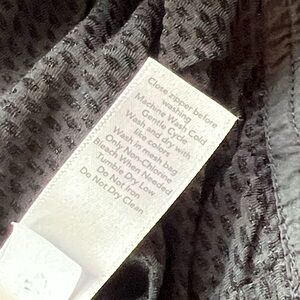 Close zipper before
washing
Machine Wash Cold
Gentle Cycle
Wash and dry with
like colors
Wash in mesh bag
Only Non-Chlorine
Bleach When Needed
Tumble Dry Low
Do Not Iron
Do Not Dry Clean